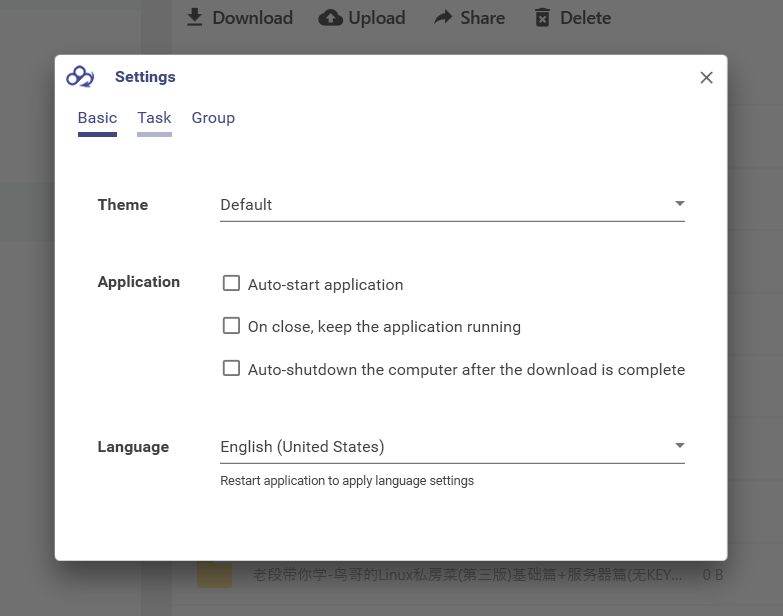 Download Upload Share Delete
Settings
Basic Task Group
Theme Default
Application Auto-start application
On close, keep the application running
Auto-shutdown the computer after the download is complete
Language English (United States)
Restart application to apply language settings
老段带你学-鸟哥的Linux私房菜(第三版)基础篇+服务器篇(无KEY... 0 B